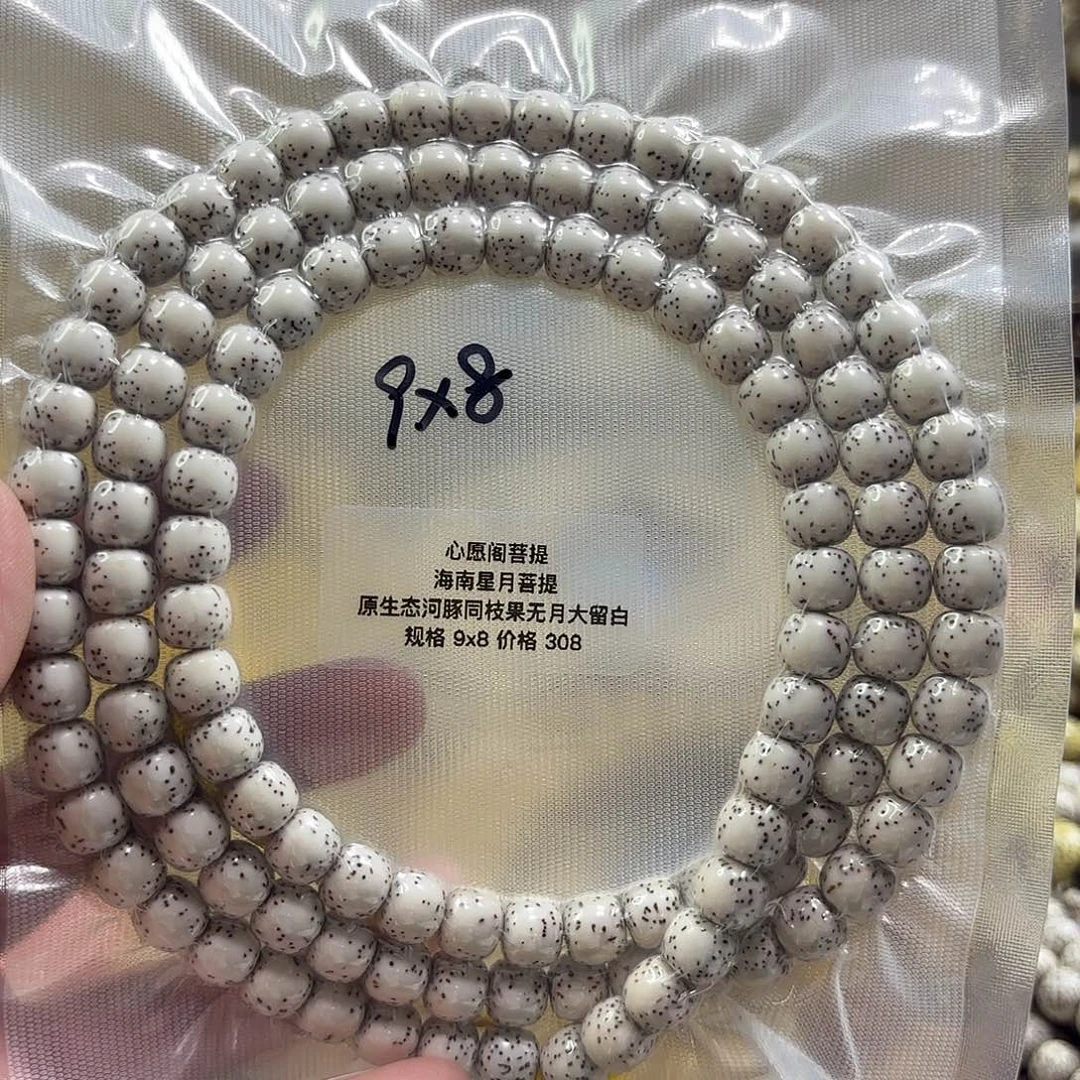 9x8
心愿阁菩提
海南星月菩提
原生态河豚同枝果无月大留白
规格 9x8 价格 308